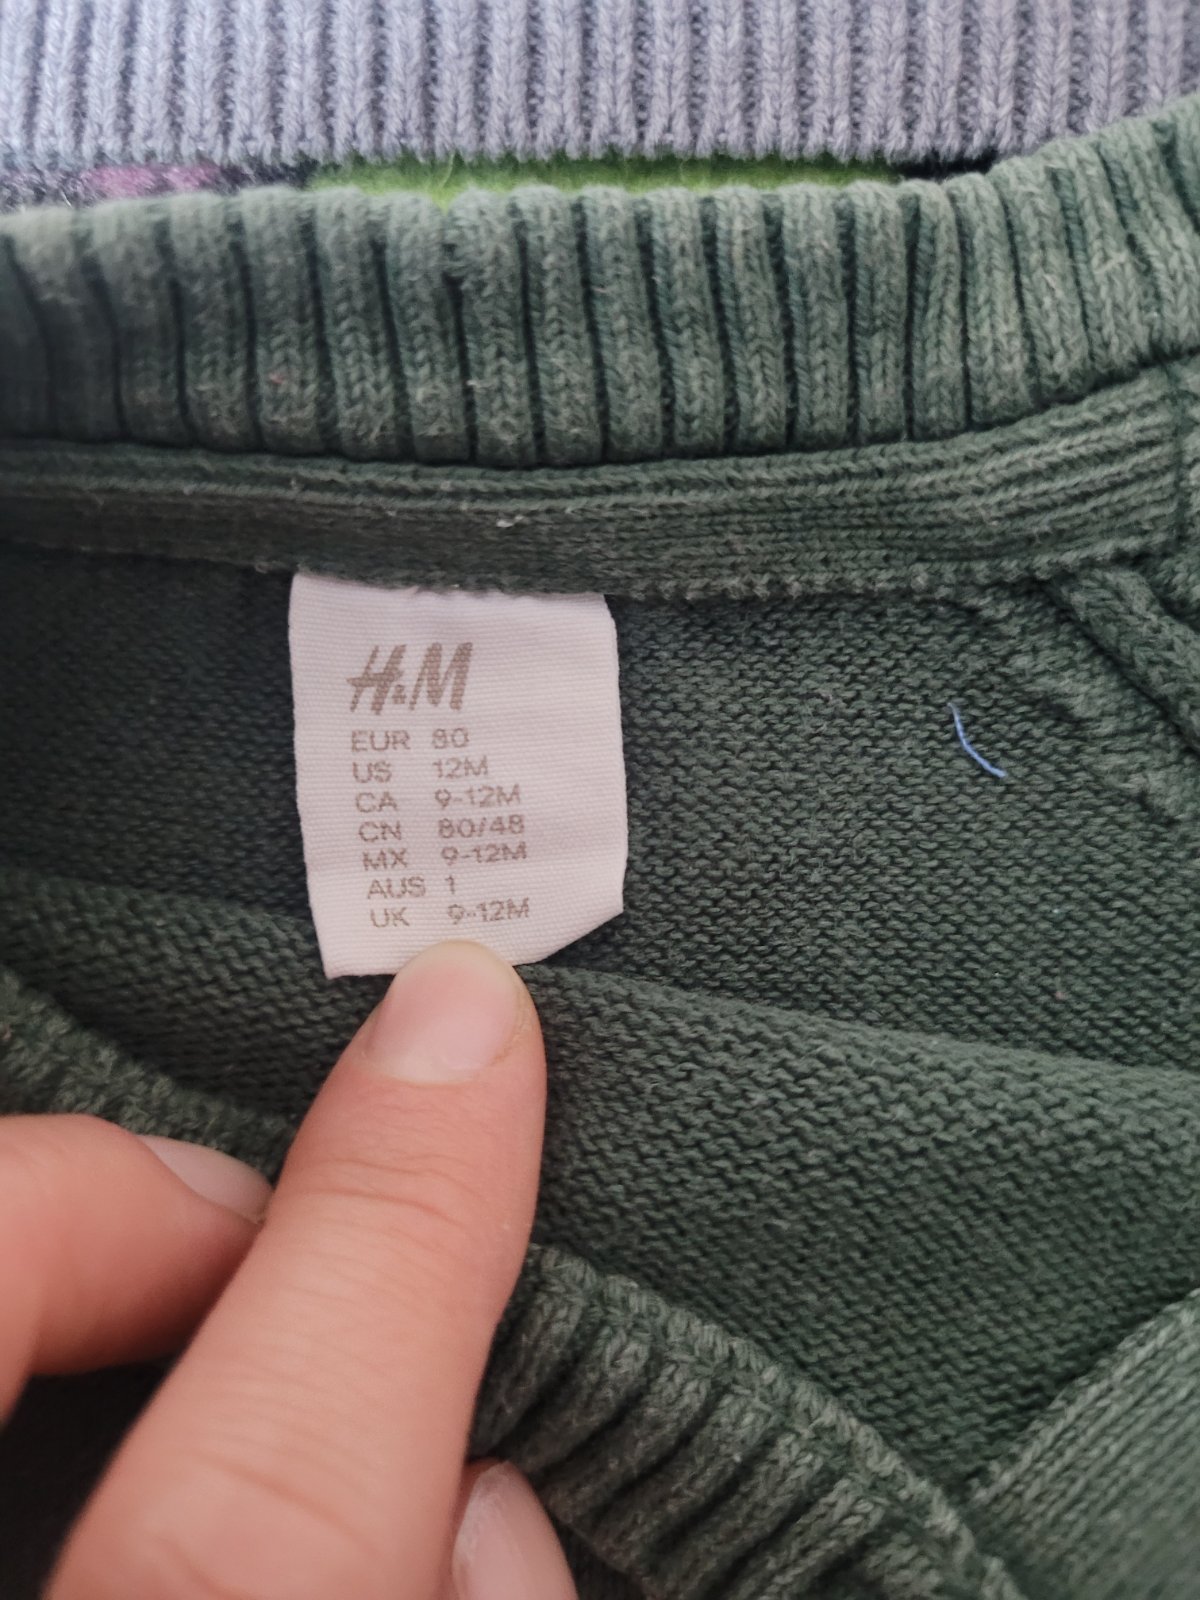 H&M
EUR 80
US 12M
CA 9-12M
CN 80/48
MX 9-12M
AUS 1
UK 9-12M